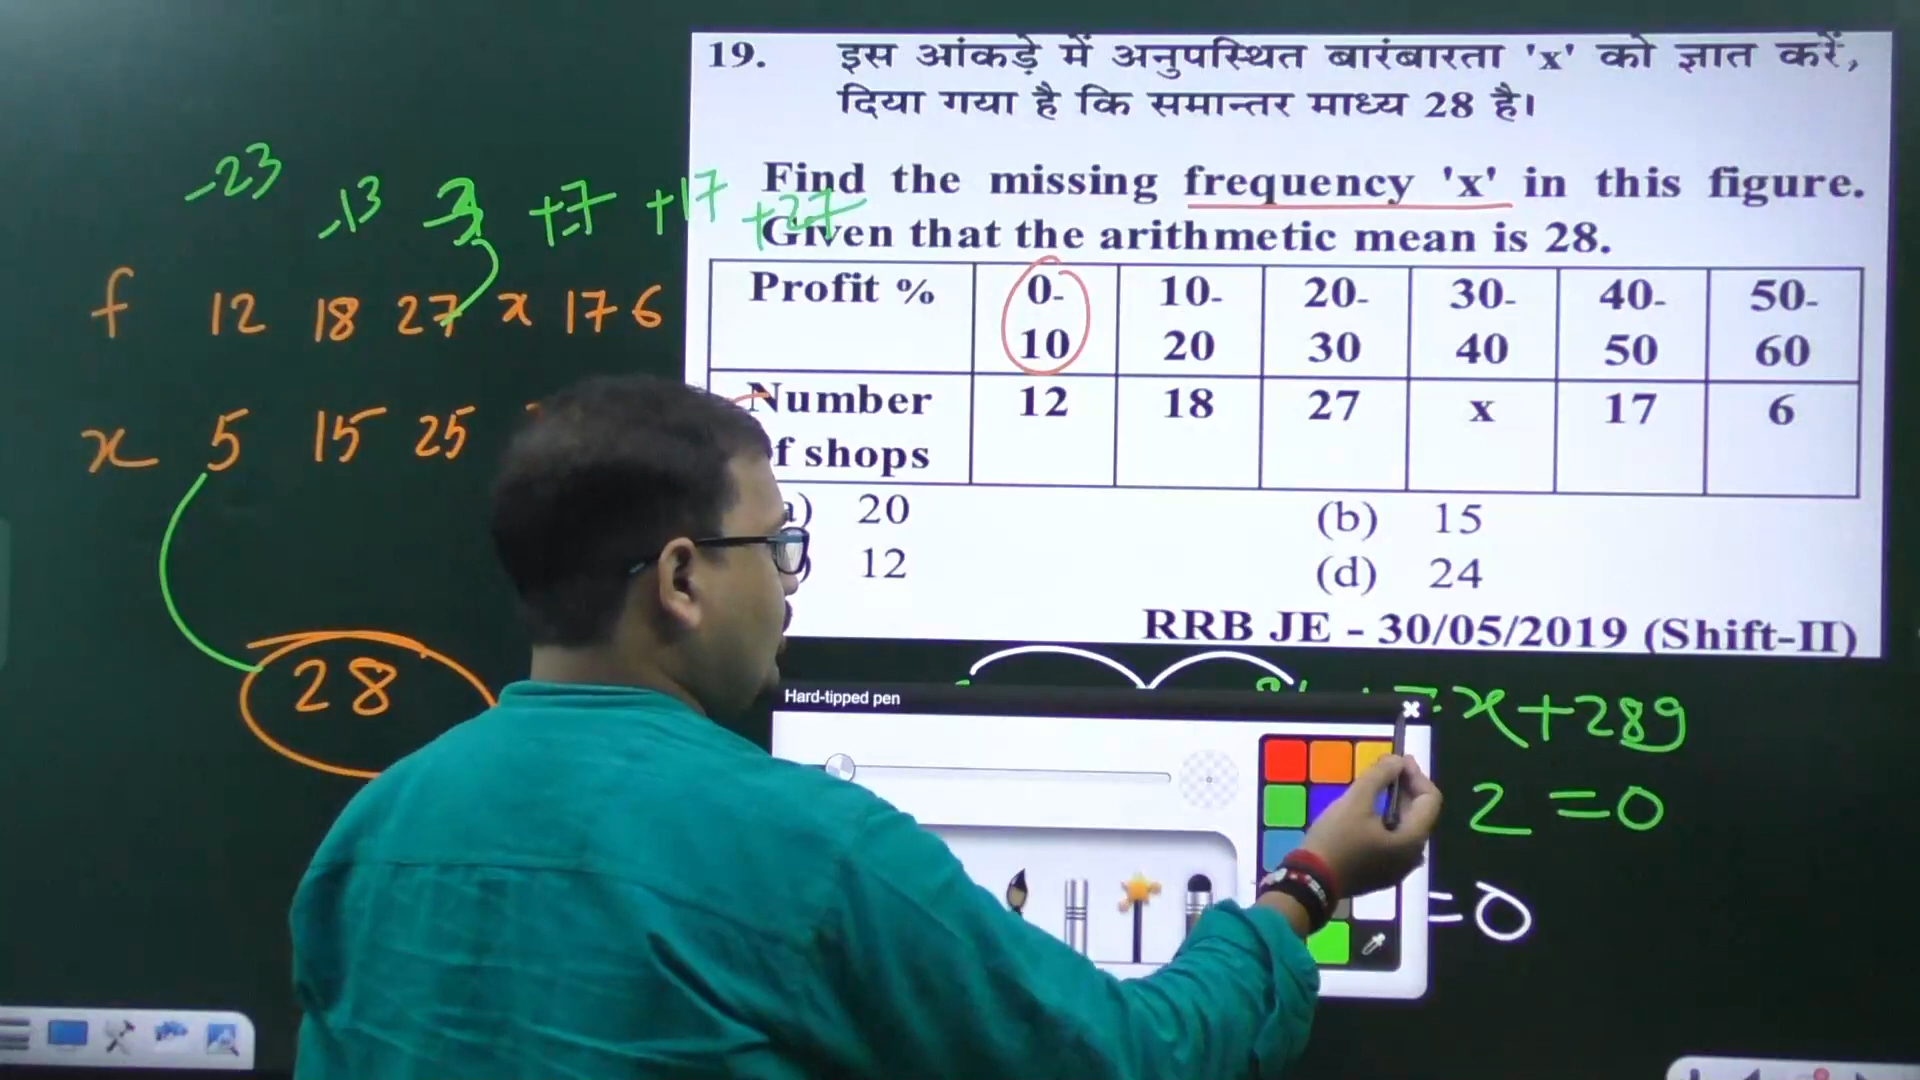 19. इस आंकड़े में अनुपस्थित बारंबारता 'x' को ज्ञात करें,
दिया गया है कि समान्तर माध्य 28 है।
Find the missing frequency 'x' in this figure.
Given that the arithmetic mean is 28.
Profit % 0-10 10-20 20-30 30-40 40-50 50-60
Number of shops 12 18 27 x 17 6
20 (b) 15
12 (d) 24
RRB JE - 30/05/2019 (Shift-II)
-23 -13 +7 +17 +27
f 12 18 27 x 17 6
x 5 15 25
28
x+289
2 =0
=0
Hard-tipped pen